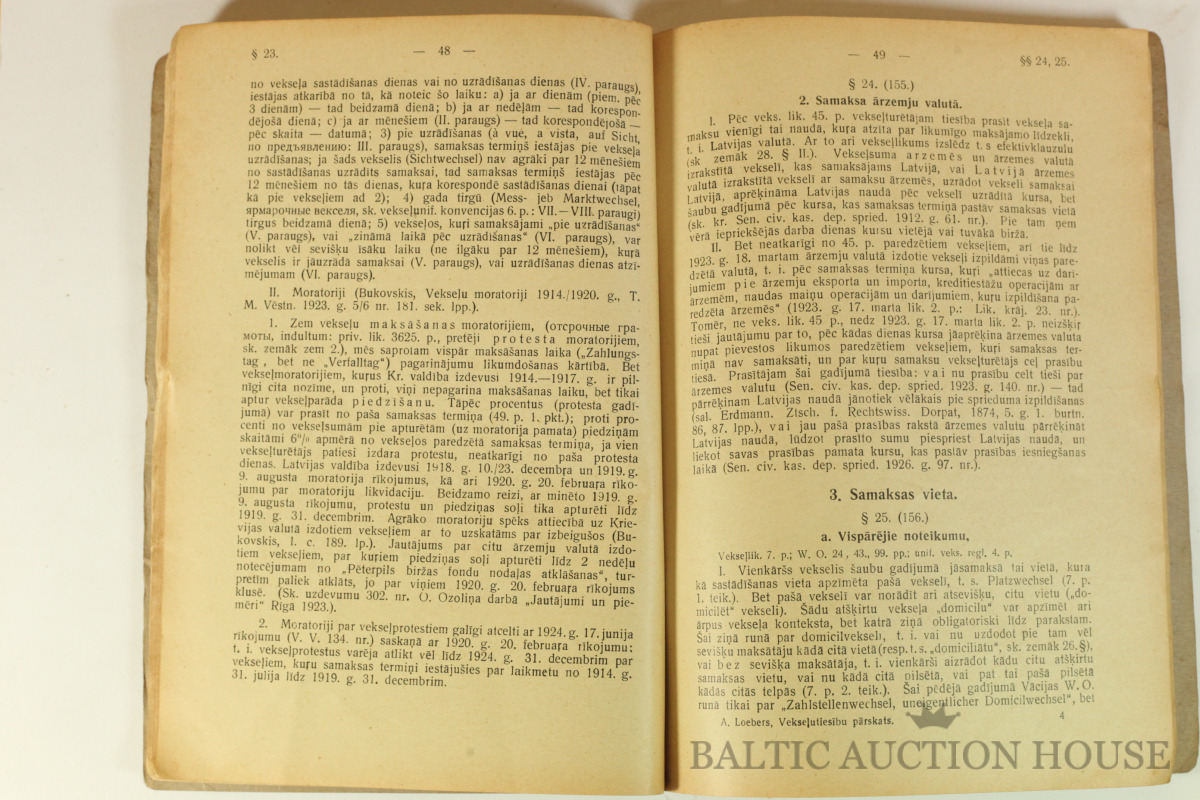 § 23.
— 48 —
no vekseļa sastādīšanas dienas vai no uzrādīšanas dienas (IV. paraugs),
iestājas atkarībā no tā, kā noteic šo laiku: a) ja ar dienām (piem. pēc
3 dienām) — tad beidzamā dienā; b) ja ar nedēļām — tad korespon-
dējošā dienā; c) ja ar mēnešiem (II. paraugs) — tad korespondējošā —
pēc skaita — datumā; 3) pie uzrādīšanas (à vué, a vista, auf Sicht,
по предъявлению: III. paraugs), samaksas termiņš iestājas pie vekseļa
uzrādīšanas; ja šads vekselis (Sichtwechsel) nav agrāki par 12 mēnešiem
no sastādīšanas uzrādīts samaksai, tad samaksas termiņš iestājas pēc
12 mēnešiem no tās dienas, kuŗa korespondē sastādīšanas dienai (tāpat
kā pie vekseļiem ad 2); 4) gada tirgū (Mess- jeb Marktwechsel,
ярмарочные векселя, sk. vekseļunif. konvencijas 6. p.: VII.—VIII. paraugi)
tirgus beidzamā dienā; 5) vekseļos, kuŗi samaksājami „pie uzrādīšanas“
(V. paraugs), vai „zināmā laikā pēc uzrādīšanas“ (VI. paraugs), var
nolikt vēl sevišķu īsāku laiku (ne ilgāku par 12 mēnešiem), kuŗā
vekselis ir jāuzrādā samaksai (V. paraugs), vai uzrādīšanas dienas atzī-
mējumam (VI. paraugs).
II. Moratoriji (Bukovskis, Vekseļu moratoriji 1914./1920. g., T.
M. Vēstn. 1923. g. 5/6 nr. 181. sek. lpp.).
1. Zem vekseļu maksāšanas moratorijiem, (отсрочные гра-
моты, indultum: priv. lik. 3625. p., pretēji protesta moratorijiem,
sk. zemāk zem 2.), mēs saprotam vispār maksāšanas laika („Zahlungs-
tag , bet ne „Verfalltag“) pagarinājumu likumdošanas kārtībā. Bet
vekseļmoratorijiem, kuŗus Kr. valdība izdevusi 1914.—1917. g. ir pil-
nīgi cita nozīme, un proti, viņi nepagarina maksāšanas laiku, bet tikai
aptur vekseļparāda piedzīšanu. Tāpēc procentus (protesta gadī-
jumā) var prasīt no paša samaksas termiņa (49. p. 1. pkt.); proti pro-
centi no vekseļsumām pie apturētām (uz moratorija pamata) piedziņām
skaitāmi 6% apmērā no vekseļos paredzētā samaksas termiņa, ja vien
vekseļturētājs patiesi izdara protestu, neatkarīgi no paša protesta
dienas. Latvijas valdība izdevusi 1918. g. 10./23. decembŗa un 1919. g.
9. augusta moratorija rīkojumus, kā arī 1920. g. 20. februaŗa rīko-
jumu par moratoriju likvidaciju. Beidzamo reizi, ar minēto 1919. g.
9. augusta rīkojumu, protestu un piedziņas soļi tika apturēti līdz
1919. g. 31. decembrim. Agrāko moratoriju spēks attiecībā uz Krie-
vijas valutā izdotiem vekseļiem ar to uzskatāms par izbeigušos (Bu-
kovskis, l. c. 189. lp.). Jautājums par citu ārzemju valutā izdo-
tiem vekseļiem, par kuŗiem piedziņas soļi apturēti līdz 2 nedēļu
notecējumam no „Pēterpils biržas fondu nodaļas atklāšanas“, tur-
pretīm paliek atklāts, jo par viņiem 1920. g. 20. februaŗa rīkojums
klusē. (Sk. uzdevumu 302. nr. O. Ozoliņa darbā „Jautājumi un pie-
mēri“ Rīgā 1923.).
2. Moratoriji par vekseļprotestiem galīgi atcelti ar 1924. g. 17. junija
rīkojumu (V. V. 134. nr.) saskaņā ar 1920. g. 20. februaŗa rīkojumu;
t. i. vekseļprotestus varēja atlikt vēl līdz 1924. g. 31. decembrim par
vekseļiem, kuŗu samaksas termiņi iestājušies par laikmetu no 1914. g.
31. julija līdz 1919. g. 31. decembrim.
— 49 —
§§ 24, 25.
§ 24. (155.)
2. Samaksa ārzemju valutā.
I. Pēc veks. lik. 45. p. vekseļturētājam tiesība prasīt vekseļa sa-
maksu vienīgi tai naudā, kuŗa atzīta par likumīgo maksājamo līdzekli,
t. i. Latvijas valutā. Ar to arī vekseļlikums izslēdz t. s efektivklauzulu
(sk zemāk 28. § II.). Vekseļsuma ārzemēs un ārzemes valutā
izrakstītā vekselī, kas samaksājams Latvijā, vai Latvijā ārzemes
valutā izrakstītā vekselī ar samaksu ārzemēs, uzrādot vekseli samaksai
Latvijā, aprēķināma Latvijas naudā pēc vekselī uzrādītā kursa, bet
šaubu gadījumā pēc kursa, kas samaksas termiņā pastāv samaksas vietā
(sk. kr. Sen. civ. kas. dep. spried. 1912. g. 61. nr.). Pie tam ņem
vērā iepriekšējās darba dienas kursu vietējā vai tuvākā biržā.
II. Bet neatkarīgi no 45. p. paredzētiem vekseļiem, arī tie līdz
1923. g. 18. martam ārzemju valutā izdotie vekseļi izpildāmi viņas pare-
dzētā valutā, t. i. pēc samaksas termiņa kursa, kuŗi „attiecas uz darī-
jumiem pie ārzemju eksporta un importa, kreditiestāžu operacijām ar
ārzemēm, naudas maiņu operacijām un darījumiem, kuŗu izpildīšana pa-
redzēta ārzemēs“ (1923. g. 17. marta lik. 2. p.: Lik. krāj. 23. nr.).
Tomēr, ne veks. lik. 45 p., nedz 1923. g. 17. marta lik. 2. p. neizšķir
tieši jautājumu par to, pēc kādas dienas kursa jāaprēķina ārzemes valuta
nupat pievestos likumos paredzētiem vekseļiem, kuŗi samaksas ter-
miņā nav samaksāti, un par kuŗu samaksu vekseļturētājs ceļ prasību
tiesā. Prasītājam šai gadījumā tiesība: vai nu prasību celt tieši par
ārzemes valutu (Sen. civ. kas. dep. spried. 1923. g. 140. nr.) — tad
pārrēķinam Latvijas naudā jānotiek vēlākais pie sprieduma izpildīšanas
(sal. Erdmann. Ztsch. f. Rechtswiss. Dorpat, 1874, 5. g. 1. burtn.
86, 87. lpp.), vai jau paša prasības rakstā ārzemes valutu pārrēķināt
Latvijas naudā, lūdzot prasīto sumu piespriest Latvijas naudā, un
liekot savas prasības pamatā kursu, kas pastāv prasības iesniegšanas
laikā (Sen. civ. kas. dep. spried. 1926. g. 97. nr.).
3. Samaksas vieta.
§ 25. (156.)
a. Vispārējie noteikumu,
Vekseļlik. 7. p.; W. O. 24 , 43., 99. pp.; unif. veks. regl. 4. p.
I. Vienkāršs vekselis šaubu gadījumā jāsamaksā tai vietā, kuŗa
kā sastādīšanas vieta apzīmēta pašā vekselī, t. s. Platzwechsel (7. p.
1. teik.). Bet pašā vekselī var norādīt arī atsevišķu, citu vietu („do-
micilēt“ vekseli). Šādu atšķirtu vekseļa „domicilu“ var apzīmēt arī
ārpus vekseļa konteksta, bet katrā ziņā obligatoriski līdz parakstam.
Šai ziņā runā par domicilvekseli, t. i. vai nu uzdodot pie tam vēl
sevišķu maksātāju kādā citā vietā (resp. t. s. „domiciliātu“, sk. zemāk 26. §),
vai bez sevišķa maksātāja, t. i. vienkārši aizrādot kādu citu atšķirtu
samaksas vietu, vai nu kādā citā pilsētā, vai pat tai pašā pilsētā
kādās citās telpās (7. p. 2. teik.). Šai pēdējā gadījumā Vācijas W. O.
runā tikai par „Zahlstellenwechsel, uneigentlicher Domicilwechsel“, bet
A. Loebers, Vekseļutiesību pārskats.
4
BALTIC AUCTION HOUSE